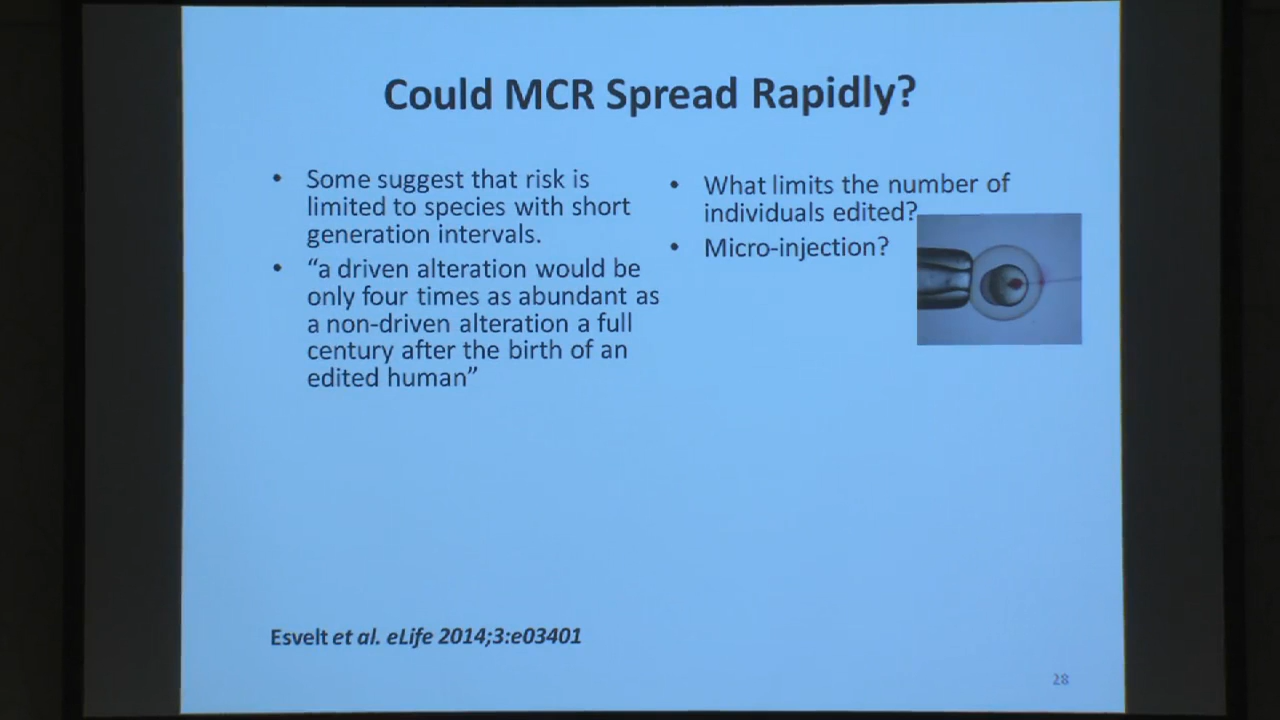 Could MCR Spread Rapidly?
• Some suggest that risk is
limited to species with short
generation intervals.
• “a driven alteration would be
only four times as abundant as
a non-driven alteration a full
century after the birth of an
edited human”
• What limits the number of
individuals edited?
• Micro-injection?
Esvelt et al. eLife 2014;3:e03401
28